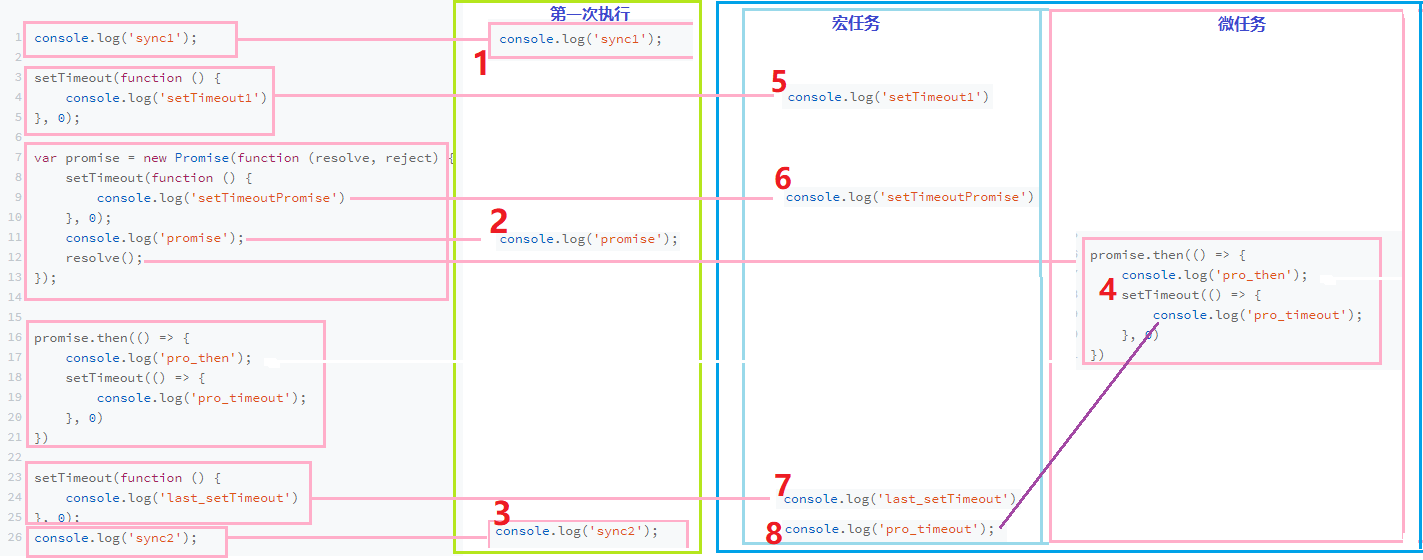 第一次执行
宏任务
微任务
1 console.log('sync1');
2
3 setTimeout(function () {
4 console.log('setTimeout1')
5 }, 0);
6
7 var promise = new Promise(function (resolve, reject) {
8 setTimeout(function () {
9 console.log('setTimeoutPromise')
10 }, 0);
11 console.log('promise');
12 resolve();
13 });
14
15
16 promise.then(() => {
17 console.log('pro_then');
18 setTimeout(() => {
19 console.log('pro_timeout');
20 }, 0)
21 })
22
23 setTimeout(function () {
24 console.log('last_setTimeout')
25 }, 0);
26 console.log('sync2');
1
console.log('sync1');
2
console.log('promise');
3
console.log('sync2');
5
console.log('setTimeout1')
6
console.log('setTimeoutPromise')
7
console.log('last_setTimeout')
8
console.log('pro_timeout');
4
promise.then(() => {
console.log('pro_then');
setTimeout(() => {
console.log('pro_timeout');
}, 0)
})